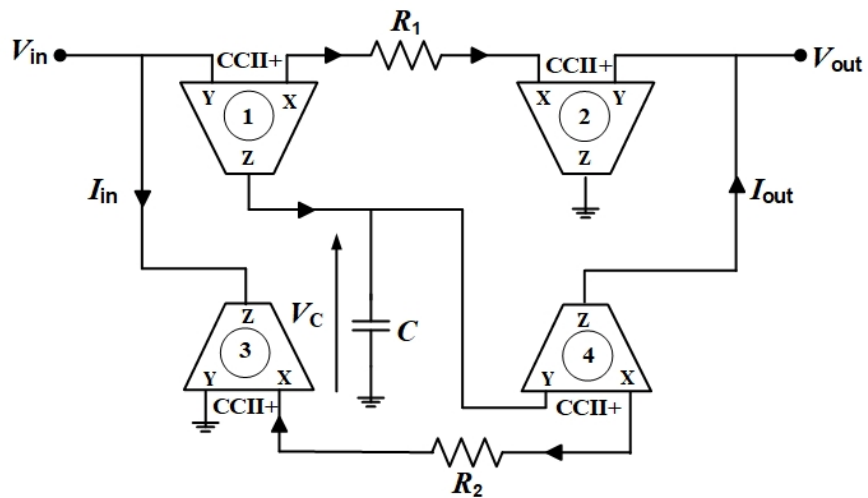 R1
Vin
CCII+
CCII+
Vout
Y
X
X
Y
1
2
Z
Z
Iin
Iout
VC
C
Z
Z
3
4
Y
X
Y
X
CCII+
CCII+
R2